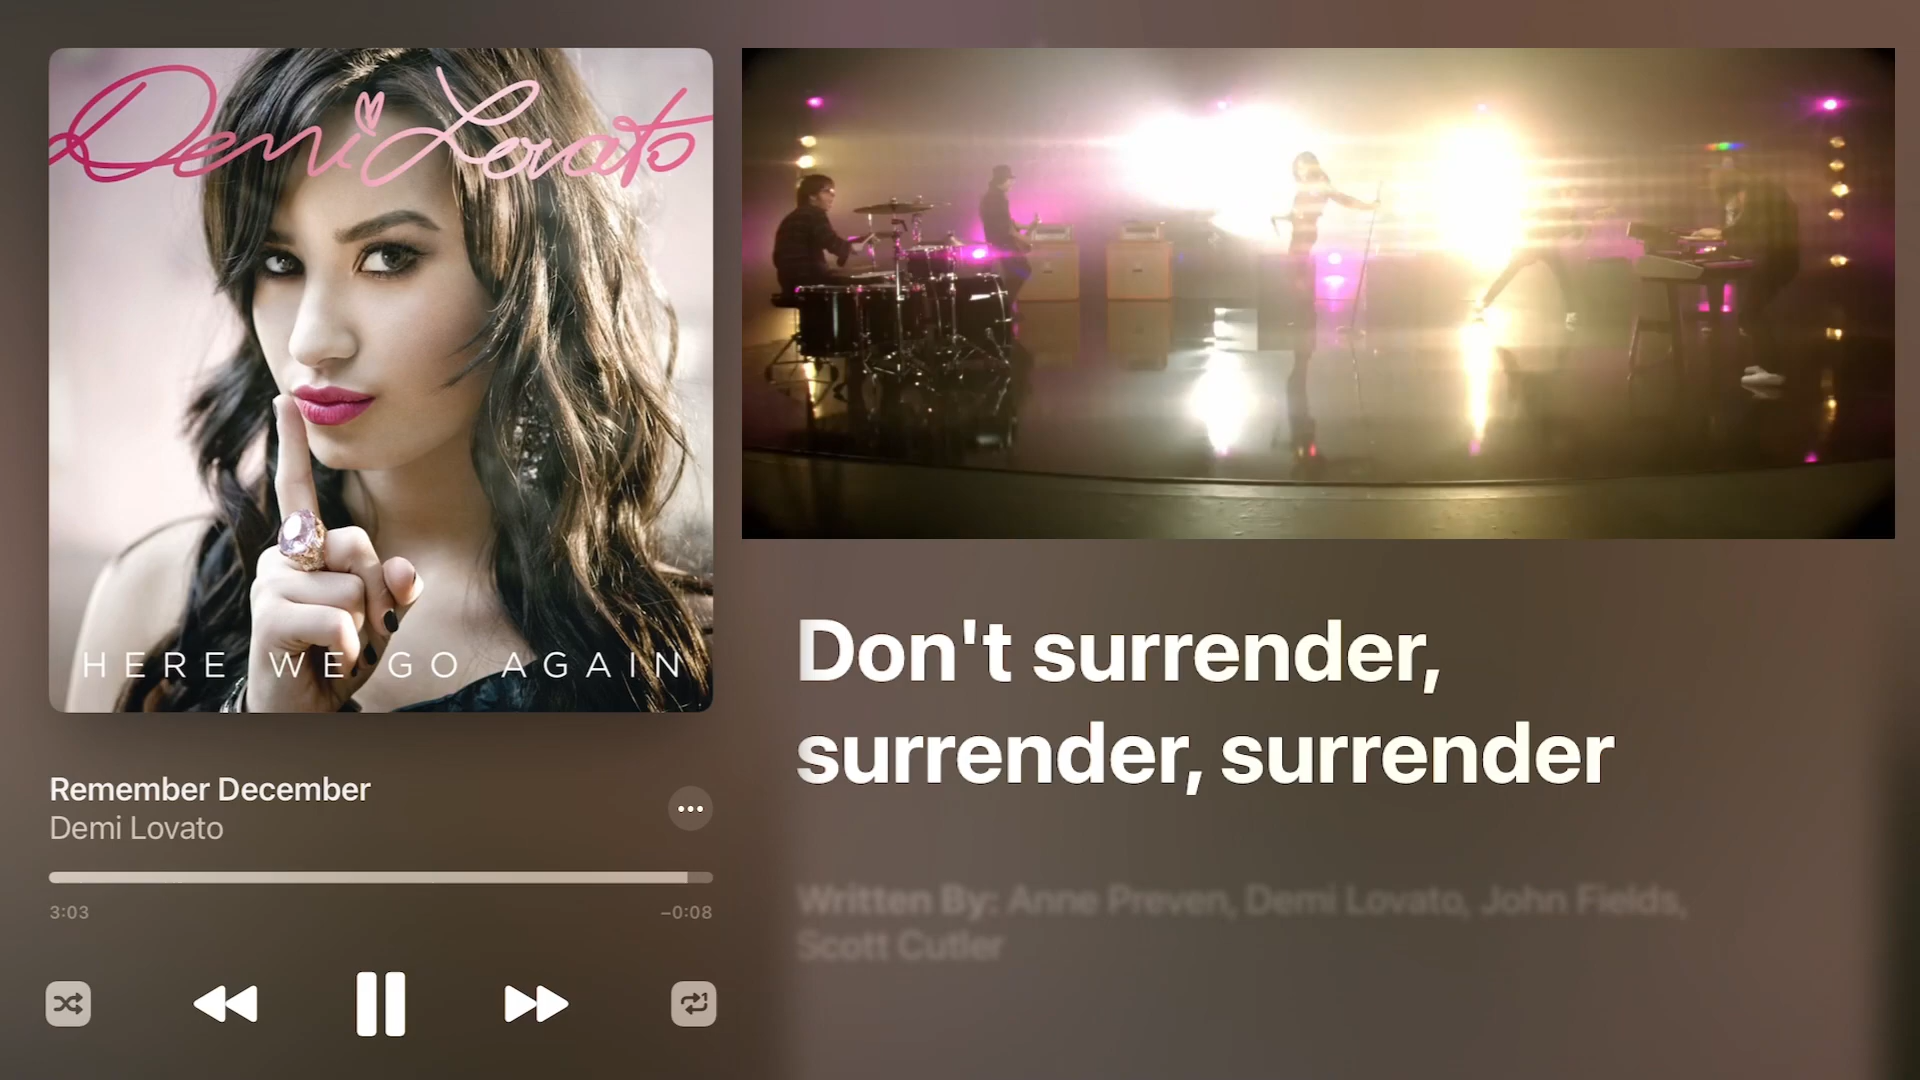 Demi Lovato
HERE WE GO AGAIN
Remember December
Demi Lovato
3:03
-0:08
1
Don't surrender,
surrender, surrender
Written By: Anne Preven, Demi Lovato, John Fields,
Scott Cutler